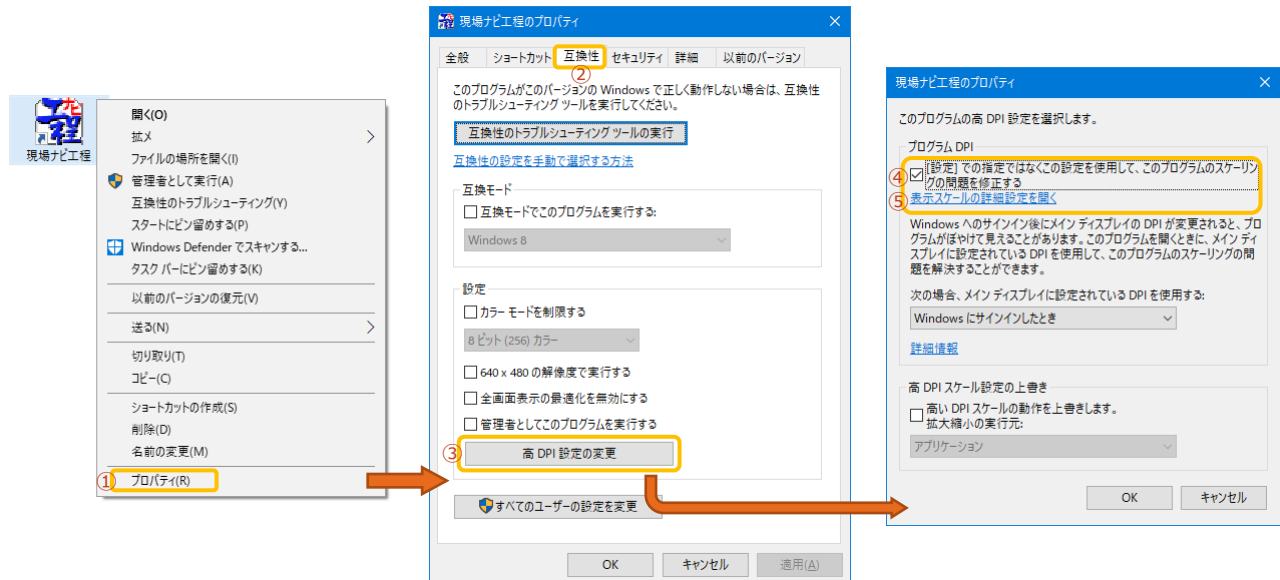 現場ナビ工程
開く(O)
拡メ
ファイルの場所を開く(I)
管理者として実行(A)
互換性のトラブルシューティング(Y)
スタートにピン留めする(P)
Windows Defender でスキャンする...
タスク バーにピン留めする(K)
以前のバージョンの復元(V)
送る(N)
切り取り(T)
コピー(C)
ショートカットの作成(S)
削除(D)
名前の変更(M)
① プロパティ(R)
現場ナビ工程のプロパティ
全般 ショートカット 互換性 セキュリティ 詳細 以前のバージョン
②
このプログラムがこのバージョンの Windows で正しく動作しない場合は、互換性
のトラブルシューティング ツールを実行してください。
互換性のトラブルシューティング ツールの実行
互換性の設定を手動で選択する方法
互換モード
互換モードでこのプログラムを実行する:
Windows 8
設定
カラー モードを制限する
8 ビット (256) カラー
640 x 480 の解像度で実行する
全画面表示の最適化を無効にする
管理者としてこのプログラムを実行する
③ 高 DPI 設定の変更
すべてのユーザーの設定を変更
OK キャンセル 適用(A)
現場ナビ工程のプロパティ
このプログラムの高 DPI 設定を選択します。
プログラム DPI
④ [設定] での指定ではなくこの設定を使用して、このプログラムのスケーリン
グの問題を修正する
⑤ 表示スケールの詳細設定を開く
Windows へのサインイン後にメイン ディスプレイの DPI が変更されると、プロ
グラムがぼやけて見えることがあります。このプログラムを開くときに、メイン ディ
スプレイに設定されている DPI を使用して、このプログラムのスケーリングの問
題を解決することができます。
次の場合、メイン ディスプレイに設定されている DPI を使用する:
Windows にサインインしたとき
詳細情報
高 DPI スケール設定の上書き
高い DPI スケールの動作を上書きします。
拡大縮小の実行元:
アプリケーション
OK キャンセル